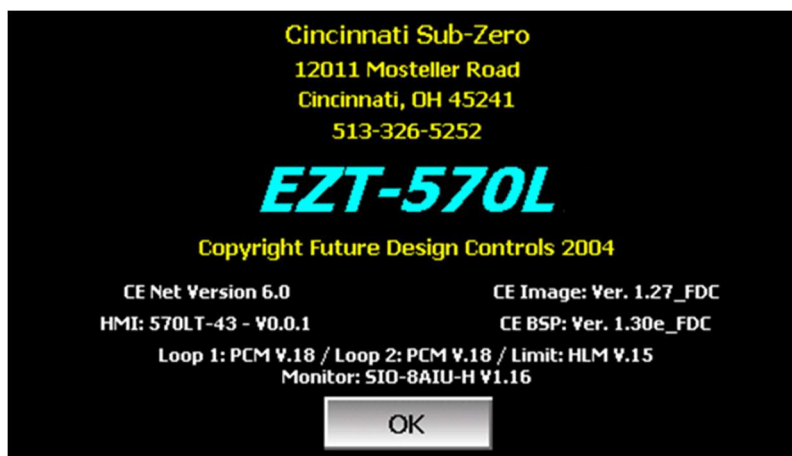 Cincinnati Sub-Zero
12011 Mosteller Road
Cincinnati, OH 45241
513-326-5252
EZT-570L
Copyright Future Design Controls 2004
CE Net Version 6.0
CE Image: Ver. 1.27_FDC
HMI: 570LT-43 - V0.0.1
CE BSP: Ver. 1.30e_FDC
Loop 1: PCM V.18 / Loop 2: PCM V.18 / Limit: HLM V.15
Monitor: SIO-8AIU-H V1.16
OK